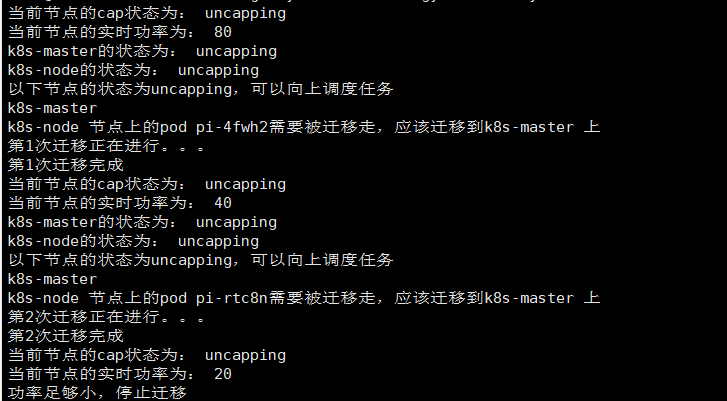 当前节点的cap状态为： uncapping
当前节点的实时功率为： 80
k8s-master的状态为： uncapping
k8s-node的状态为： uncapping
以下节点的状态为uncapping，可以向上调度任务
k8s-master
k8s-node 节点上的pod pi-4fwh2需要被迁移走，应该迁移到k8s-master 上
第1次迁移正在进行。。。
第1次迁移完成
当前节点的cap状态为： uncapping
当前节点的实时功率为： 40
k8s-master的状态为： uncapping
k8s-node的状态为： uncapping
以下节点的状态为uncapping，可以向上调度任务
k8s-master
k8s-node 节点上的pod pi-rtc8n需要被迁移走，应该迁移到k8s-master 上
第2次迁移正在进行。。。
第2次迁移完成
当前节点的cap状态为： uncapping
当前节点的实时功率为： 20
功率足够小，停止迁移